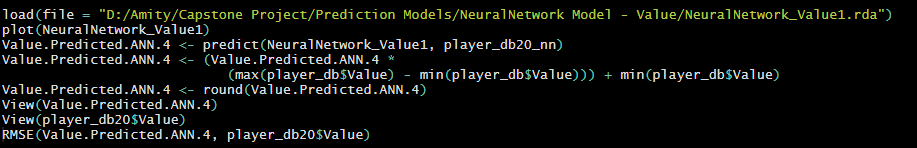 load(file = "D:/Amity/Capstone Project/Prediction Models/NeuralNetwork Model - Value/NeuralNetwork_Value1.rda")
plot(NeuralNetwork_Value1)
Value.Predicted.ANN.4 <- predict(NeuralNetwork_Value1, player_db20_nn)
Value.Predicted.ANN.4 <- (Value.Predicted.ANN.4 *
                            (max(player_db$Value) - min(player_db$Value))) + min(player_db$Value)
Value.Predicted.ANN.4 <- round(Value.Predicted.ANN.4)
View(Value.Predicted.ANN.4)
View(player_db20$Value)
RMSE(Value.Predicted.ANN.4, player_db20$Value)